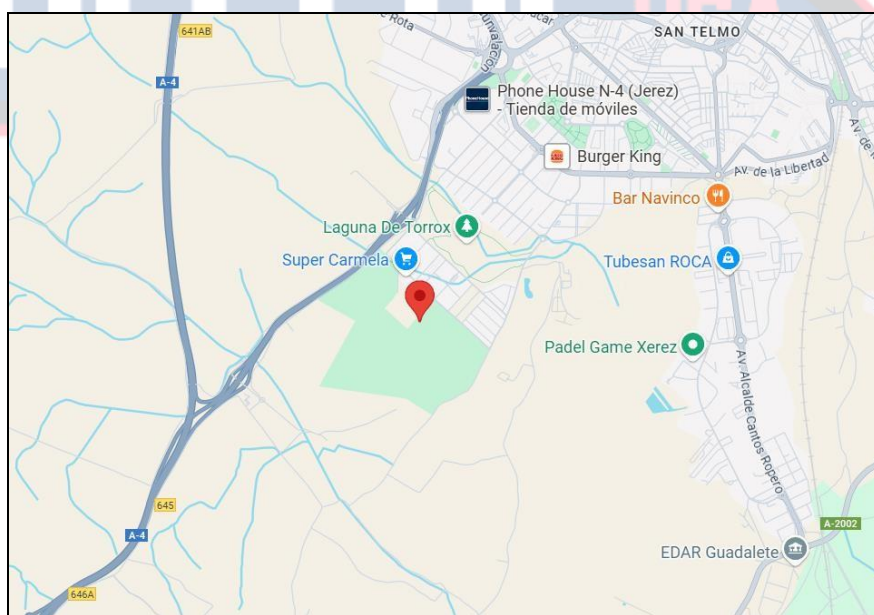 641AB
A-4
SAN TELMO
Phone House N-4 (Jerez)
- Tienda de móviles
Burger King
Av. de la Libertad
Bar Navinco
Laguna De Torrox
Super Carmela
Tubesan ROCA
Padel Game Xerez
Av. Alcalde Cantos Ropero
645
A-4
A-2002
EDAR Guadalete
646A